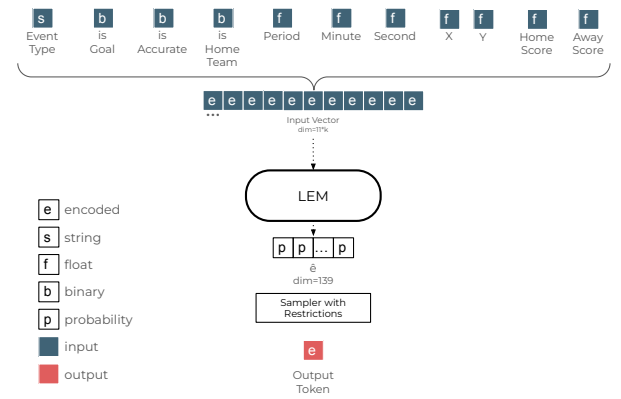 s b b b f f f f f f f
Event Type
is Goal
is Accurate
is Home Team
Period
Minute
Second
X
Y
Home Score
Away Score
e e e e e e e e e e e
...
Input Vector
dim=11*k
LEM
p p ... p
ê
dim=139
Sampler with
Restrictions
e encoded
s string
f float
b binary
p probability
input
output
e
Output
Token